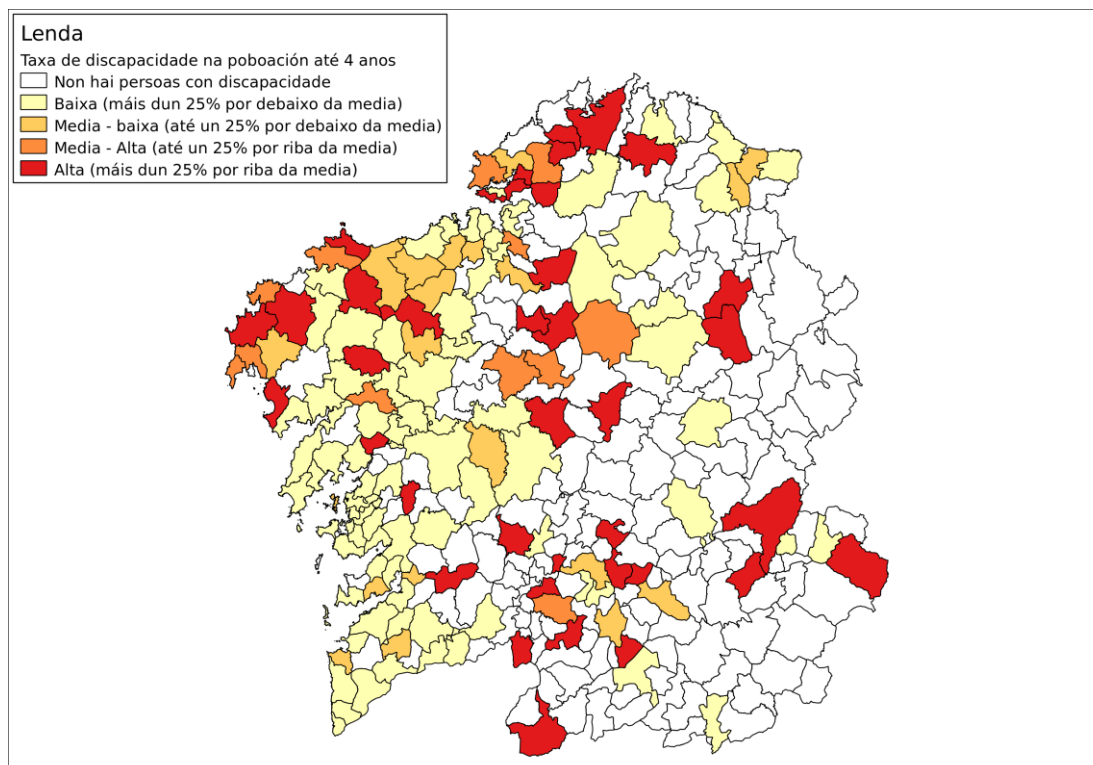 Lenda
Taxa de discapacidade na poboación até 4 anos
Non hai persoas con discapacidade
Baixa (máis dun 25% por debaixo da media)
Media - baixa (até un 25% por debaixo da media)
Media - Alta (até un 25% por riba da media)
Alta (máis dun 25% por riba da media)